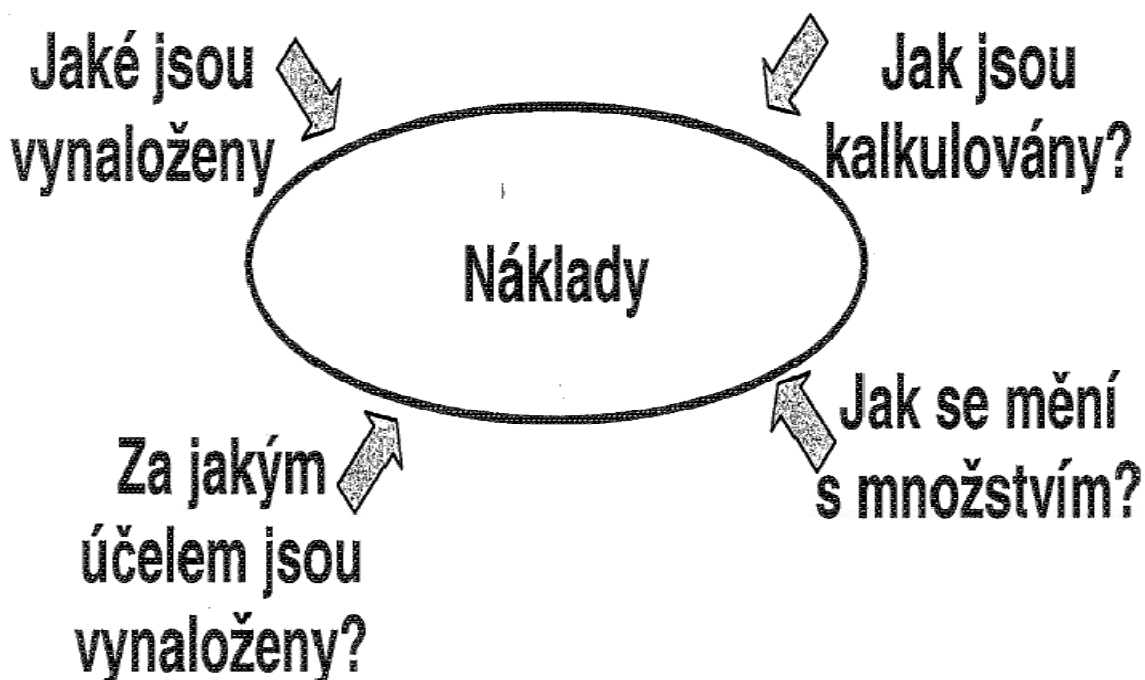 Jaké jsou
vynaloženy
Jak jsou
kalkulovány?
Náklady
Za jakým
účelem jsou
vynaloženy?
Jak se mění
s množstvím?